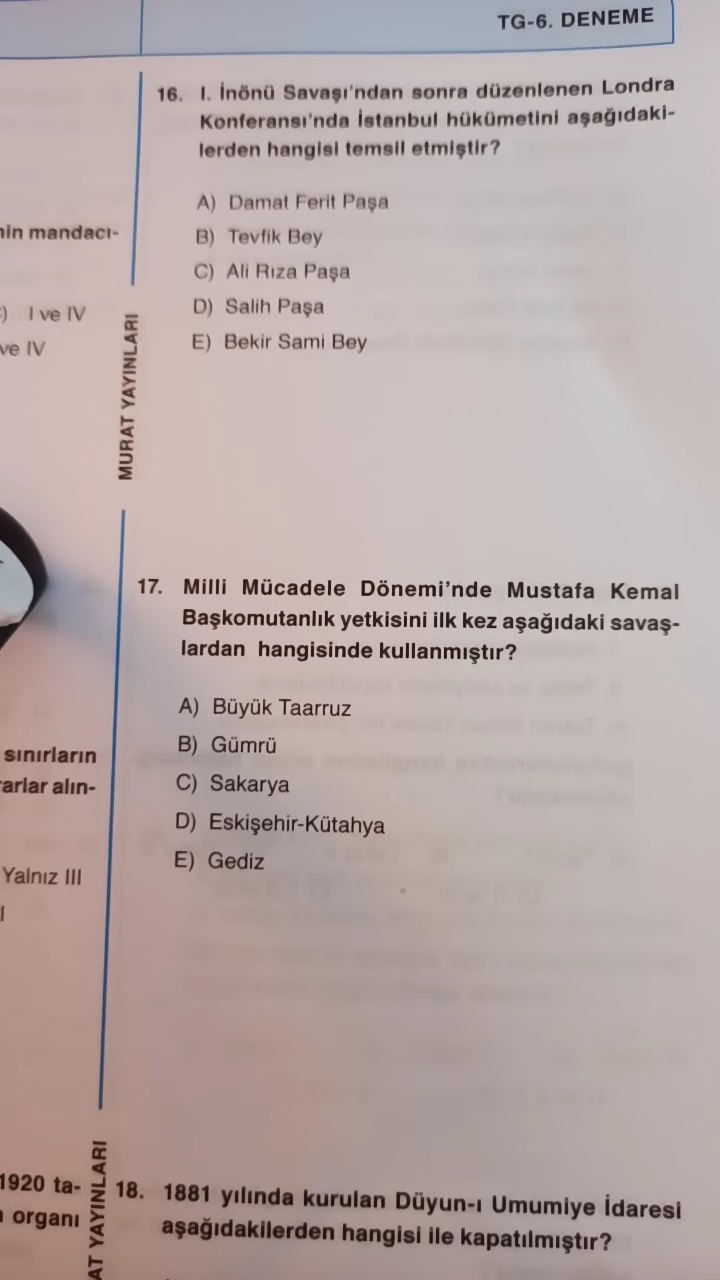 TG-6. DENEME
16. I. İnönü Savaşı'ndan sonra düzenlenen Londra
Konferansı'nda İstanbul hükümetini aşağıdaki-
lerden hangisi temsil etmiştir?
A) Damat Ferit Paşa
B) Tevfik Bey
C) Ali Rıza Paşa
D) Salih Paşa
E) Bekir Sami Bey
mandacı-
I ve IV
ve IV
MURAT YAYINLARI
17. Milli Mücadele Dönemi'nde Mustafa Kemal
Başkomutanlık yetkisini ilk kez aşağıdaki savaş-
lardan hangisinde kullanmıştır?
A) Büyük Taarruz
B) Gümrü
C) Sakarya
D) Eskişehir-Kütahya
E) Gediz
sınırların
alın-
Yalnız III
1920 ta-
organı
YAYINLARI
18. 1881 yılında kurulan Düyun-ı Umumiye İdaresi
aşağıdakilerden hangisi ile kapatılmıştır?